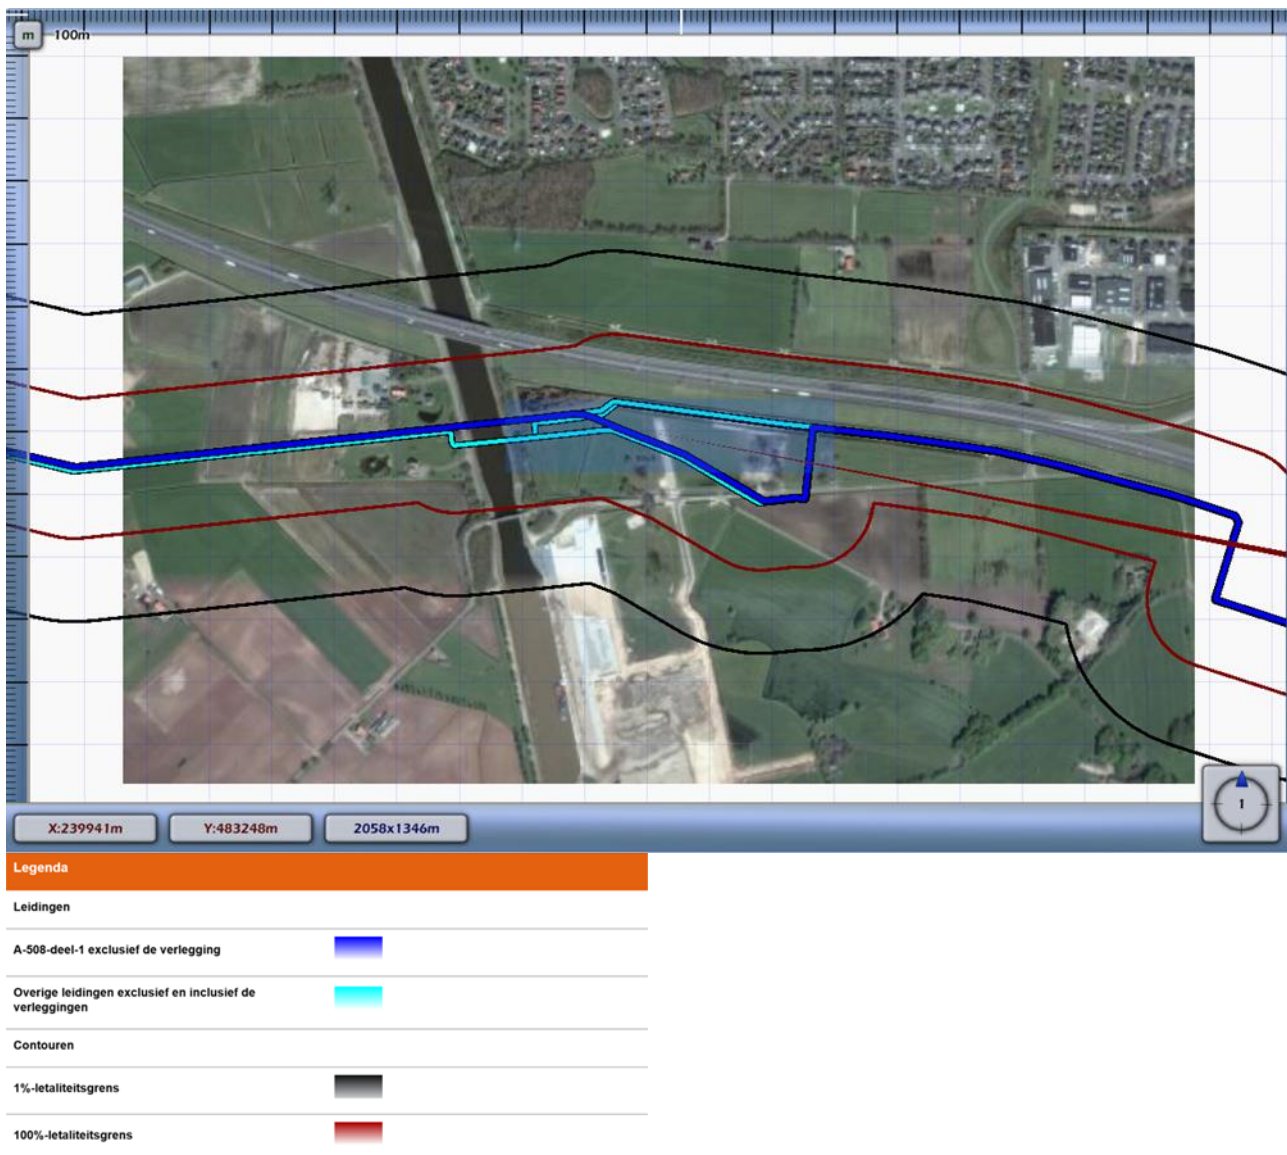 m
100m
X:239941m
Y:483248m
2058x1346m
1
Legenda
Leidingen
A-508-deel-1 exclusief de verlegging
Overige leidingen exclusief en inclusief de
verleggingen
Contouren
1%-letaliteitsgrens
100%-letaliteitsgrens